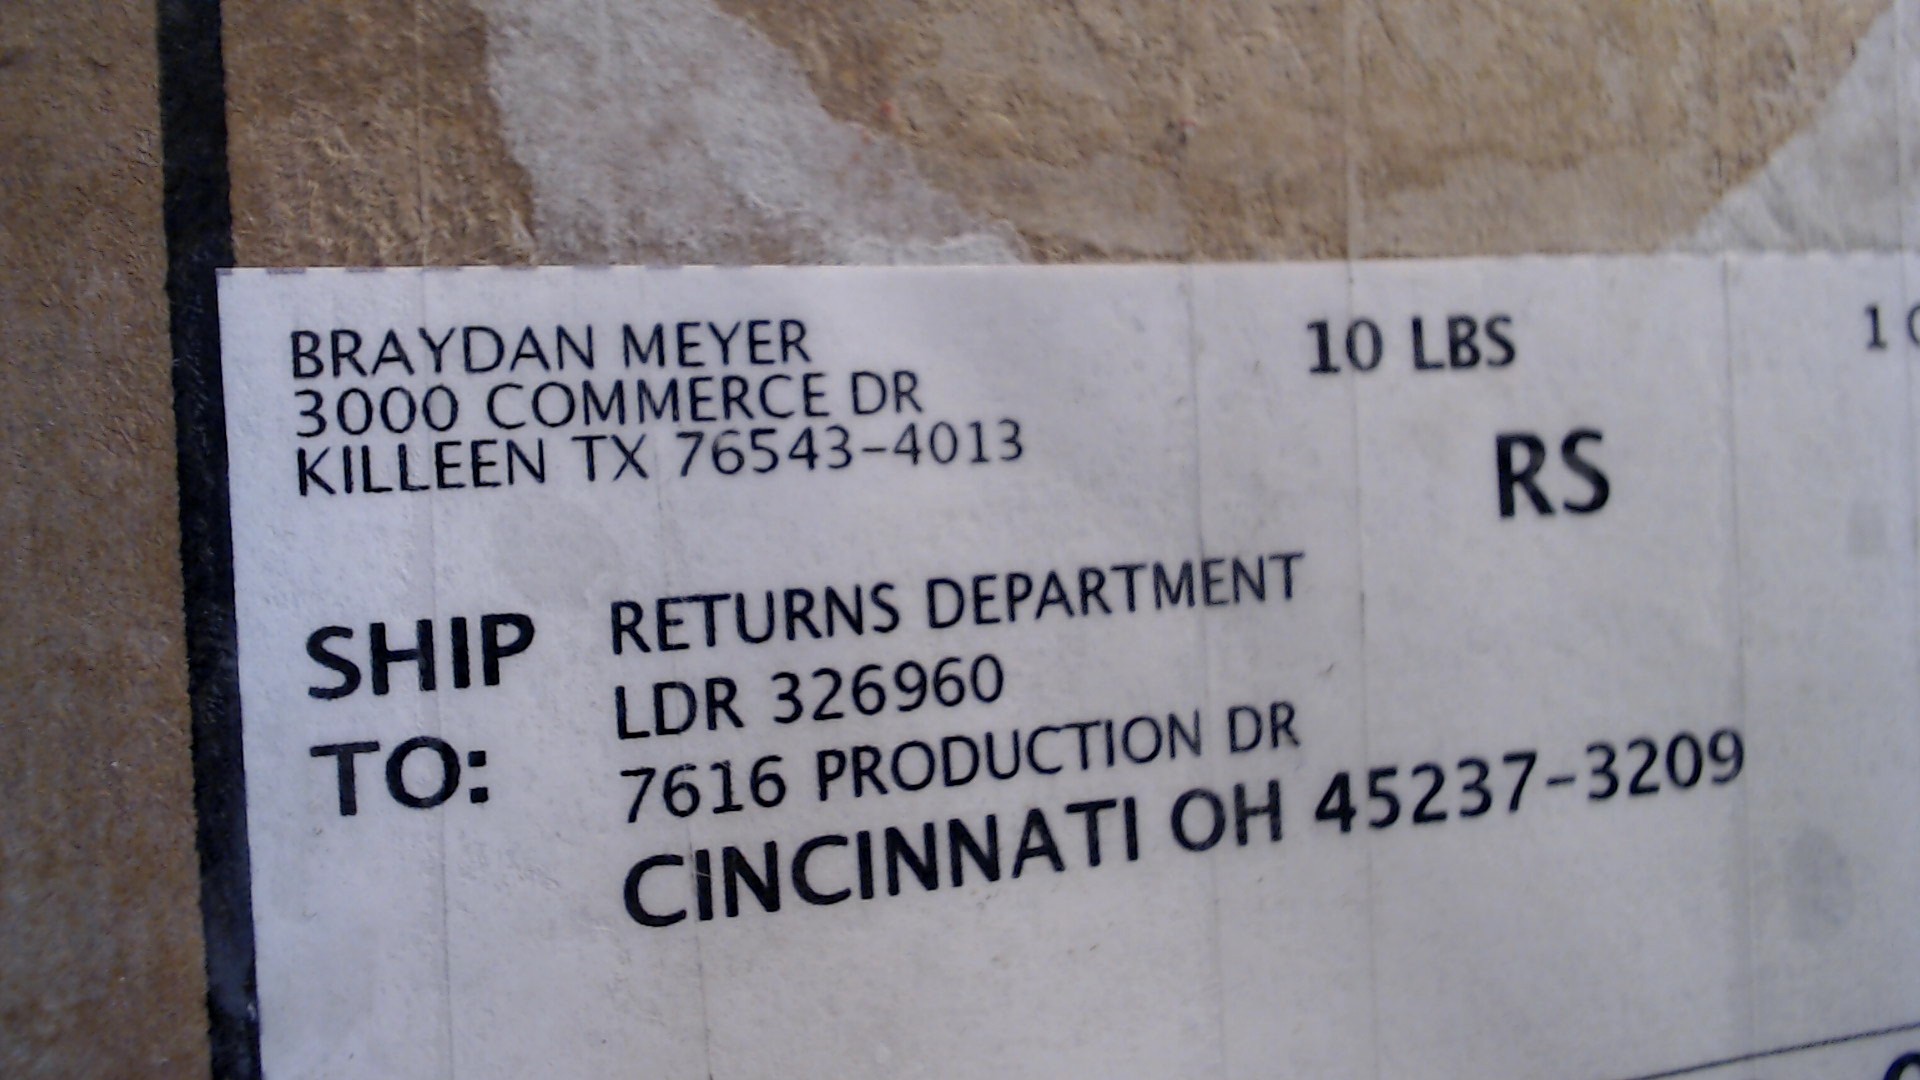 BRAYDAN MEYER
3000 COMMERCE DR
KILLEEN TX 76543-4013
10 LBS
1
RS
SHIP TO:
RETURNS DEPARTMENT
LDR 326960
7616 PRODUCTION DR
CINCINNATI OH 45237-3209